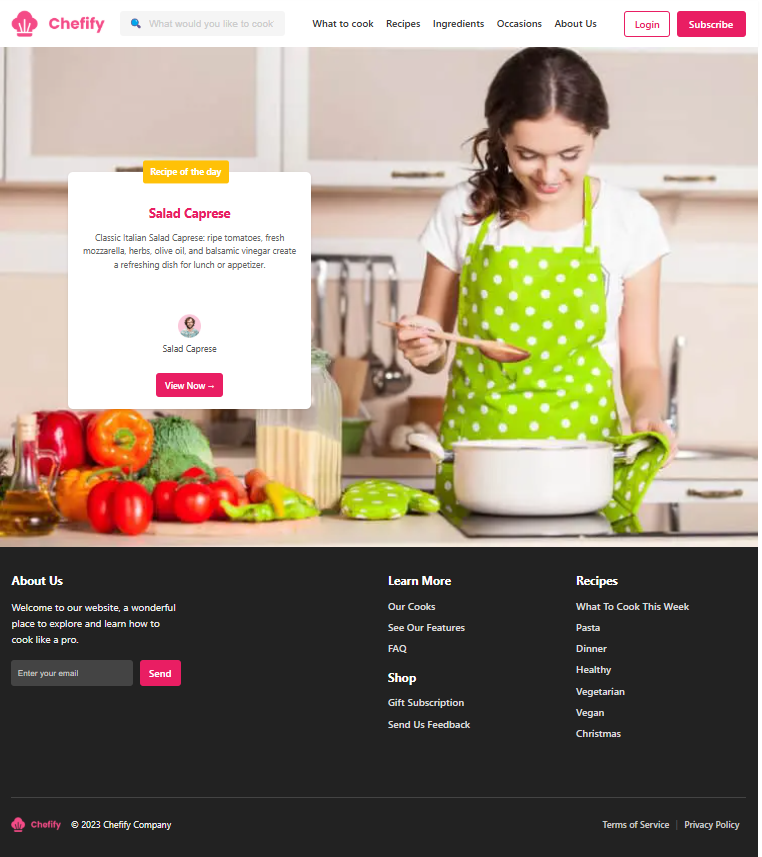 Chefify
What would you like to cook
What to cook
Recipes
Ingredients
Occasions
About Us
Login
Subscribe
Recipe of the day
Salad Caprese
Classic Italian Salad Caprese: ripe tomatoes, fresh
mozzarella, herbs, olive oil, and balsamic vinegar create
a refreshing dish for lunch or appetizer.
Salad Caprese
View Now →
About Us
Welcome to our website, a wonderful
place to explore and learn how to
cook like a pro.
Enter your email
Send
Learn More
Our Cooks
See Our Features
FAQ
Shop
Gift Subscription
Send Us Feedback
Recipes
What To Cook This Week
Pasta
Dinner
Healthy
Vegetarian
Vegan
Christmas
Chefify
© 2023 Chefify Company
Terms of Service | Privacy Policy